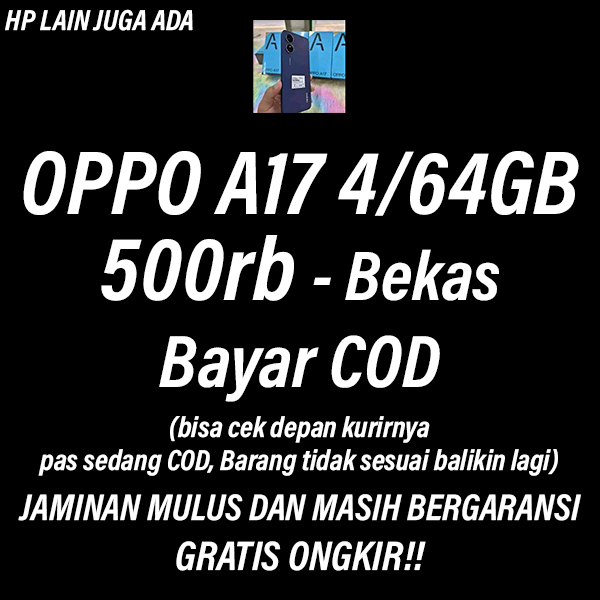 HP LAIN JUGA ADA
OPPO A17 4/64GB
500rb - Bekas
Bayar COD
(bisa cek depan kurirnya
pas sedang COD, Barang tidak sesuai balikin lagi)
JAMINAN MULUS DAN MASIH BERGARANSI
GRATIS ONGKIR!!